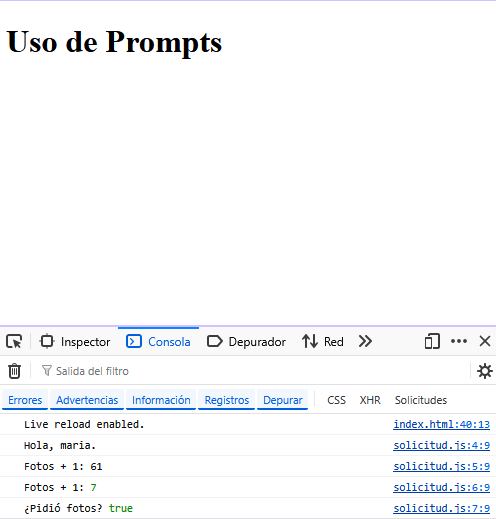 Uso de Prompts
Inspector Consola Depurador Red
Salida del filtro
Errores Advertencias Información Registros Depurar CSS XHR Solicitudes
Live reload enabled. index.html:40:13
Hola, maria. solicitud.js:4:9
Fotos + 1: 61 solicitud.js:5:9
Fotos + 1: 7 solicitud.js:6:9
¿Pidió fotos? true solicitud.js:7:9